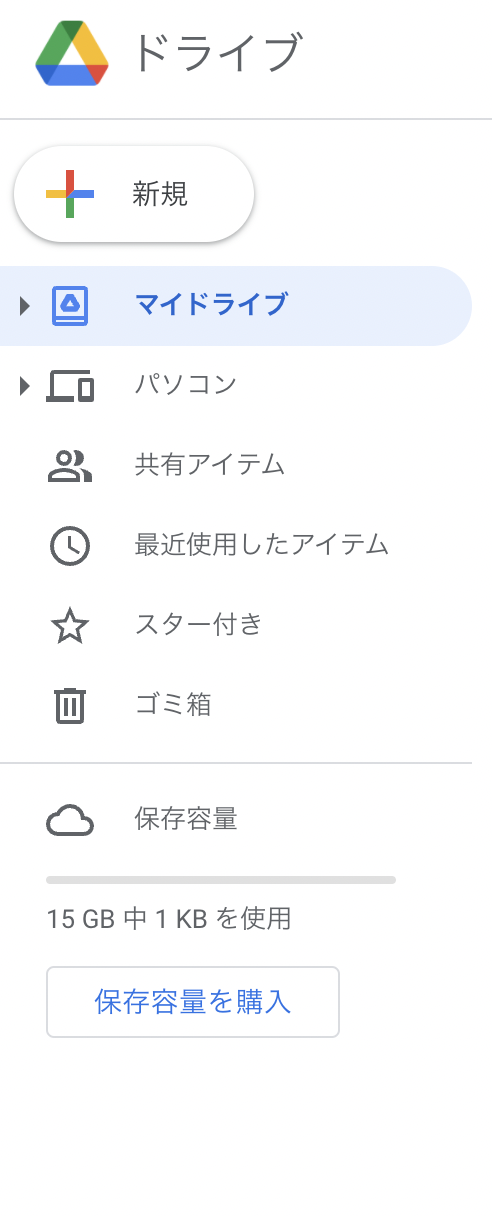 ドライブ
新規
マイドライブ
パソコン
共有アイテム
最近使用したアイテム
スター付き
ゴミ箱
保存容量
15 GB 中 1 KB を使用
保存容量を購入